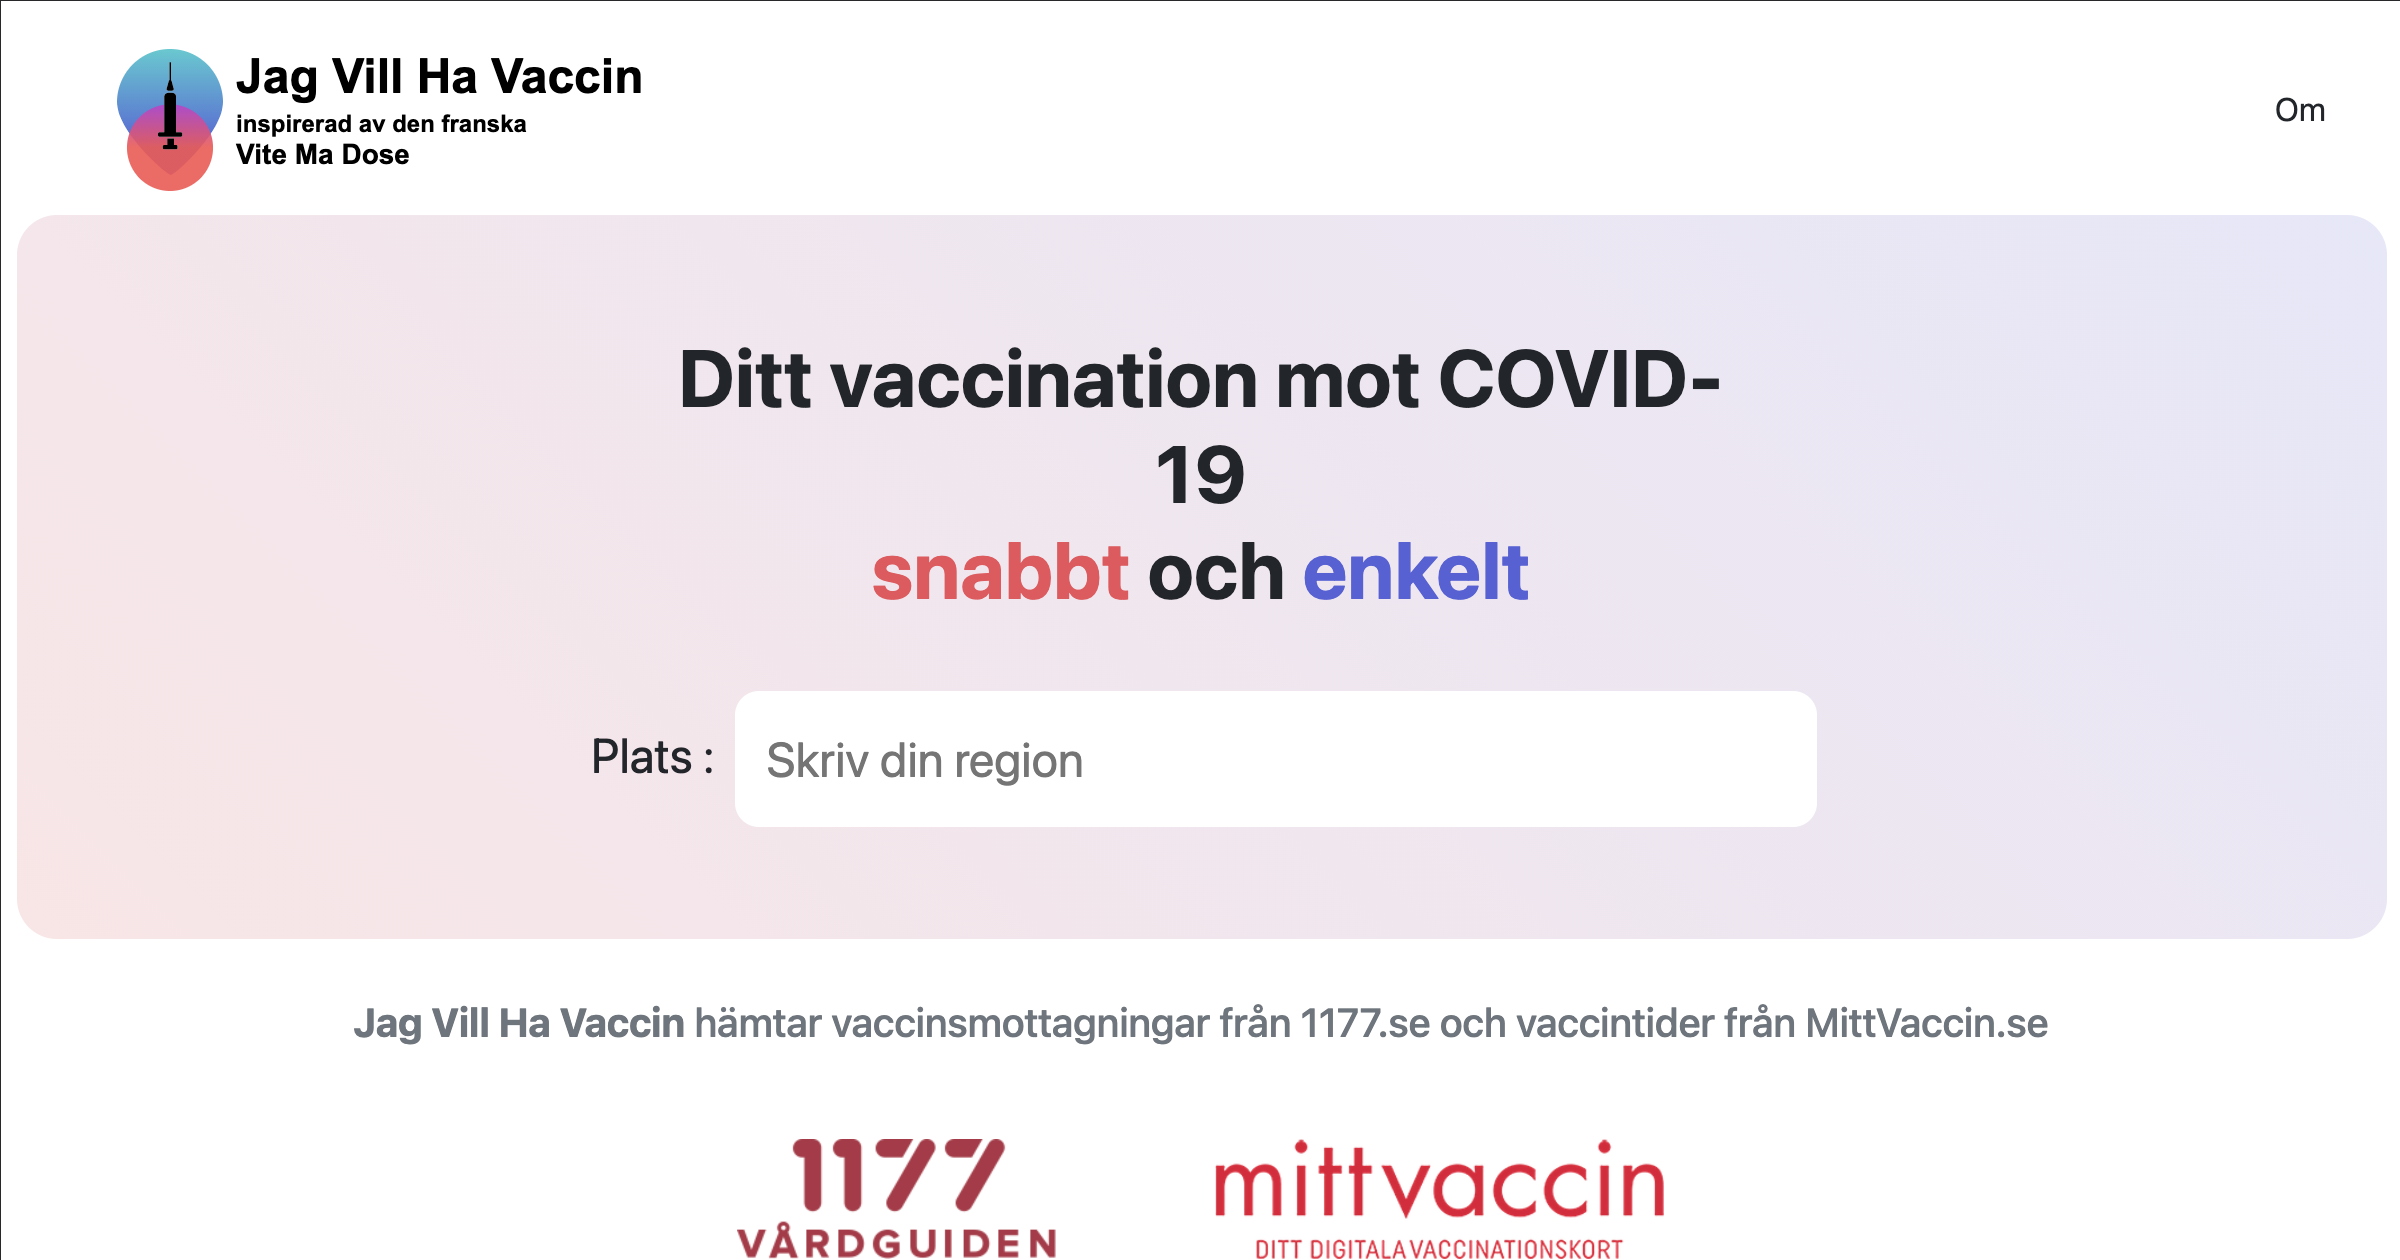 Jag Vill Ha Vaccin
inspirerad av den franska
Vite Ma Dose
Om
Ditt vaccination mot COVID-
19
snabbt och enkelt
Plats :
Skriv din region
Jag Vill Ha Vaccin hämtar vaccinsmottagningar från 1177.se och vaccintider från MittVaccin.se
1177
VÅRDGUIDEN
mittvaccin
DITT DIGITALA VACCINATIONSKORT